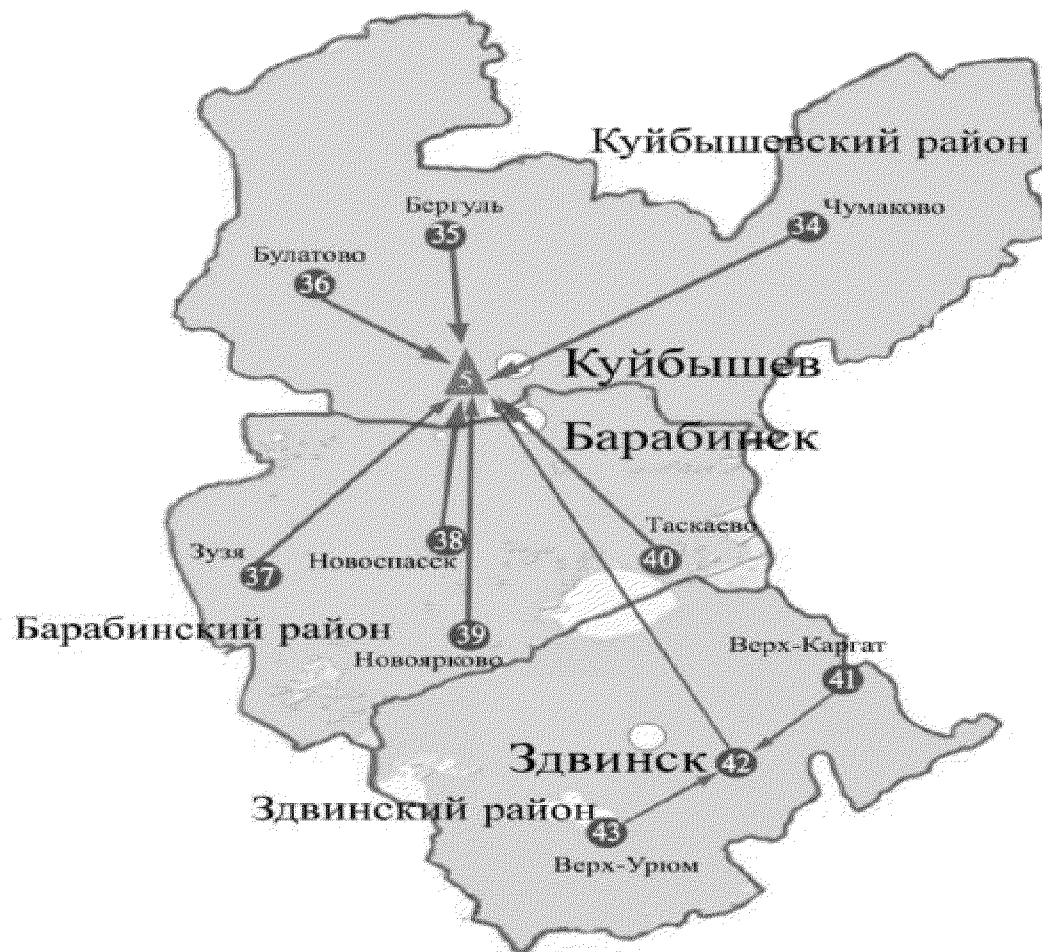 Куйбышевский район
Бергуль
35
Чумаково
34
Булатово
36
Куйбышев
5
Барабинск
Таскаево
40
Зузя
37
Новоспасск
38
Барабинский район
39
Новоярково
Верх-Каргат
41
Здвинск
42
Здвинский район
43
Верх-Урюм